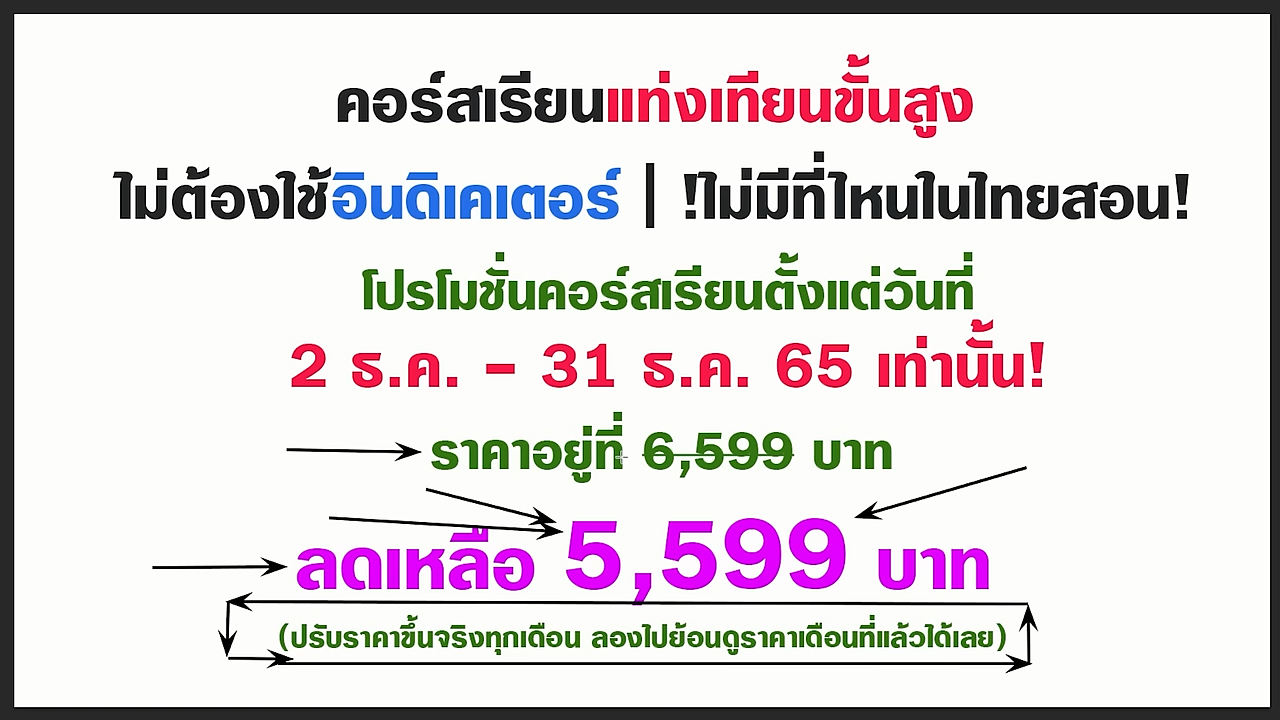 คอร์สเรียนแท่งเทียนขั้นสูง
ไม่ต้องใช้อินดิเคเตอร์ | !ไม่มีที่ไหนในไทยสอน!
โปรโมชั่นคอร์สเรียนตั้งแต่วันที่
2 ธ.ค. – 31 ธ.ค. 65 เท่านั้น!
ราคาอยู่ที่ 6,599 บาท
ลดเหลือ 5,599 บาท
(ปรับราคาขึ้นจริงทุกเดือน ลองไปย้อนดูราคาเดือนที่แล้วได้เลย)